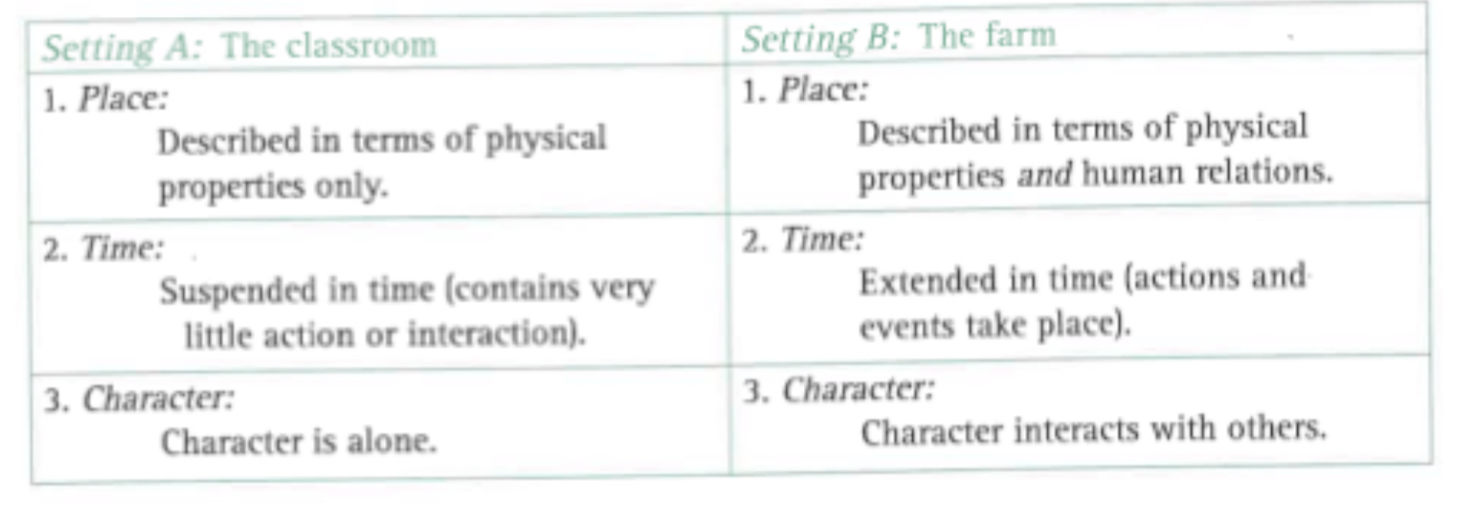 Setting A: The classroom
1. Place:
Described in terms of physical
properties only.
2. Time:
Suspended in time (contains very
little action or interaction).
3. Character:
Character is alone.
Setting B: The farm
1. Place:
Described in terms of physical
properties and human relations.
2. Time:
Extended in time (actions and
events take place).
3. Character:
Character interacts with others.